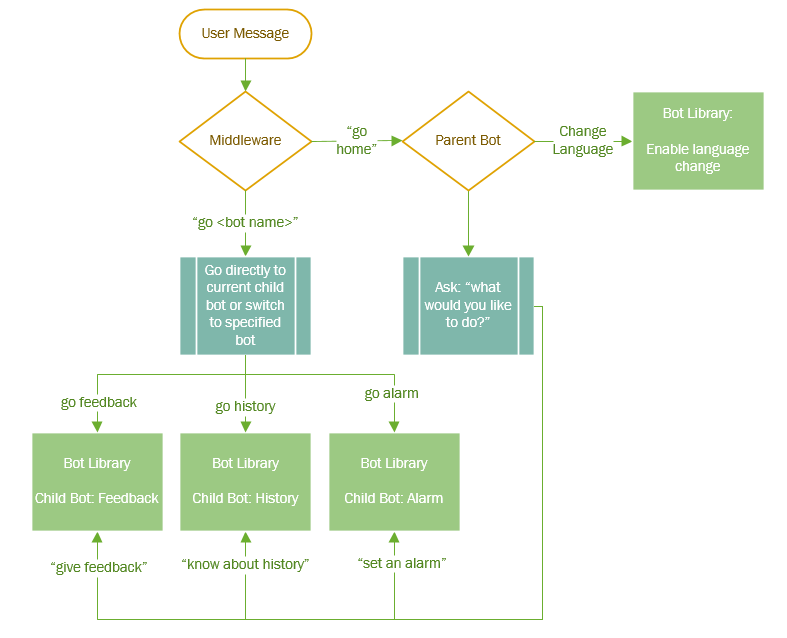 User Message
Middleware
“go
home”
Parent Bot
Change
Language
Bot Library:
Enable language
change
“go <bot name>”
Go directly to
current child
bot or switch
to specified
bot
Ask: “what
would you like
to do?”
go feedback
go history
go alarm
Bot Library
Child Bot: Feedback
Bot Library
Child Bot: History
Bot Library
Child Bot: Alarm
“give feedback”
“know about history”
“set an alarm”